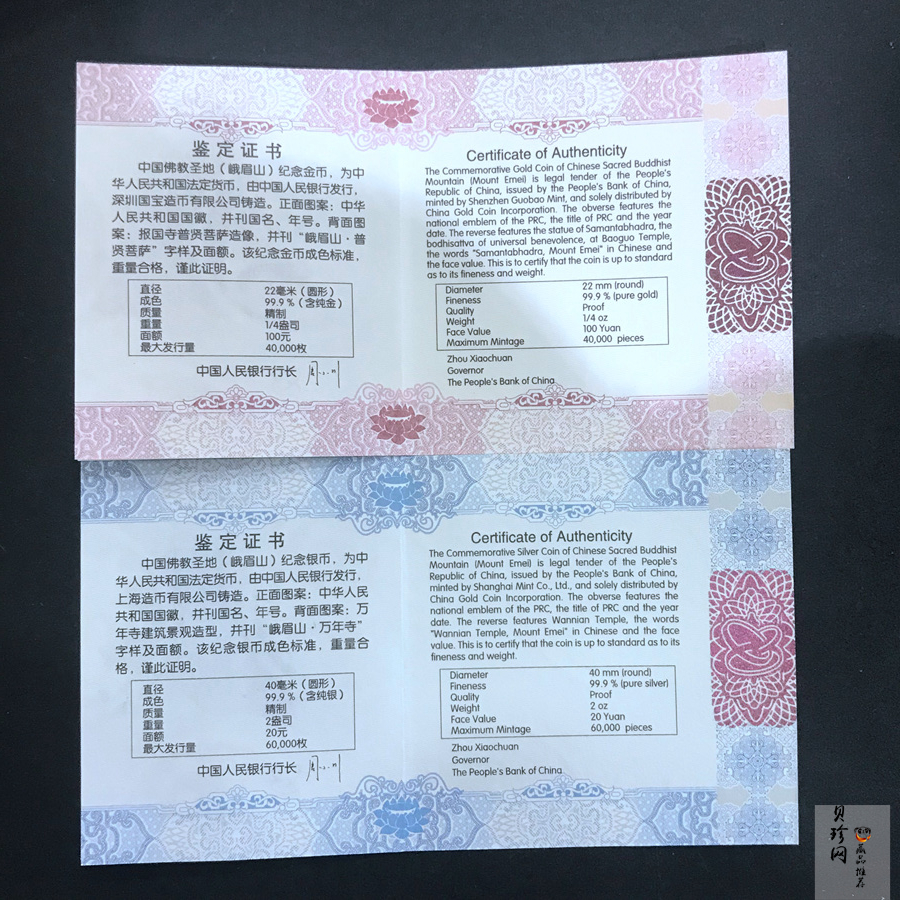 鉴定证书
中国佛教圣地（峨眉山）纪念金币，为中
华人民共和国法定货币，由中国人民银行发行，
深圳国宝造币有限公司铸造。正面图案：中华
人民共和国国徽，并刊国名、年号。背面图
案：报国寺普贤菩萨造像，并刊“峨眉山·普
贤菩萨”字样及面额。该纪念金币成色标准，
重量合格，谨此证明。
直径 22毫米（圆形）
成色 99.9％（含纯金）
质量 精制
重量 1/4盎司
面额 100元
最大发行量 40,000枚
中国人民银行行长
Certificate of Authenticity
The Commemorative Gold Coin of Chinese Sacred Buddhist
Mountain (Mount Emei) is legal tender of the People's
Republic of China, issued by the People's Bank of China,
minted by Shenzhen Guobao Mint, and solely distributed by
China Gold Coin Incorporation. The obverse features the
national emblem of the PRC, the title of PRC and the year
date. The reverse features the statue of Samantabhadra, the
bodhisattva of universal benevolence, at Baoguo Temple,
the words "Samantabhadra, Mount Emei" in Chinese and
the face value. This is to certify that the coin is up to standard
as to its fineness and weight.
Diameter 22 mm (round)
Fineness 99.9 % (pure gold)
Quality Proof
Weight 1/4 oz
Face Value 100 Yuan
Maximum Mintage 40,000 pieces
Zhou Xiaochuan
Governor
The People's Bank of China
鉴定证书
中国佛教圣地（峨眉山）纪念银币，为中
华人民共和国法定货币，由中国人民银行发行，
上海造币有限公司铸造。正面图案：中华人民
共和国国徽，并刊国名、年号。背面图案：万
年寺建筑景观造型，并刊“峨眉山·万年寺”
字样及面额。该纪念银币成色标准，重量合
格，谨此证明。
直径 40毫米（圆形）
成色 99.9％（含纯银）
质量 精制
重量 2盎司
面额 20元
最大发行量 60,000枚
中国人民银行行长
Certificate of Authenticity
The Commemorative Silver Coin of Chinese Sacred Buddhist
Mountain (Mount Emei) is legal tender of the People's
Republic of China, issued by the People's Bank of China,
minted by Shanghai Mint Co., Ltd., and solely distributed by
China Gold Coin Incorporation. The obverse features the
national emblem of the PRC, the title of PRC and the year
date. The reverse features Wannian Temple, the words
"Wannian Temple, Mount Emei" in Chinese and the face
value. This is to certify that the coin is up to standard as to its
fineness and weight.
Diameter 40 mm (round)
Fineness 99.9 % (pure silver)
Quality Proof
Weight 2 oz
Face Value 20 Yuan
Maximum Mintage 60,000 pieces
Zhou Xiaochuan
Governor
The People's Bank of China
贝珍网
商品推荐